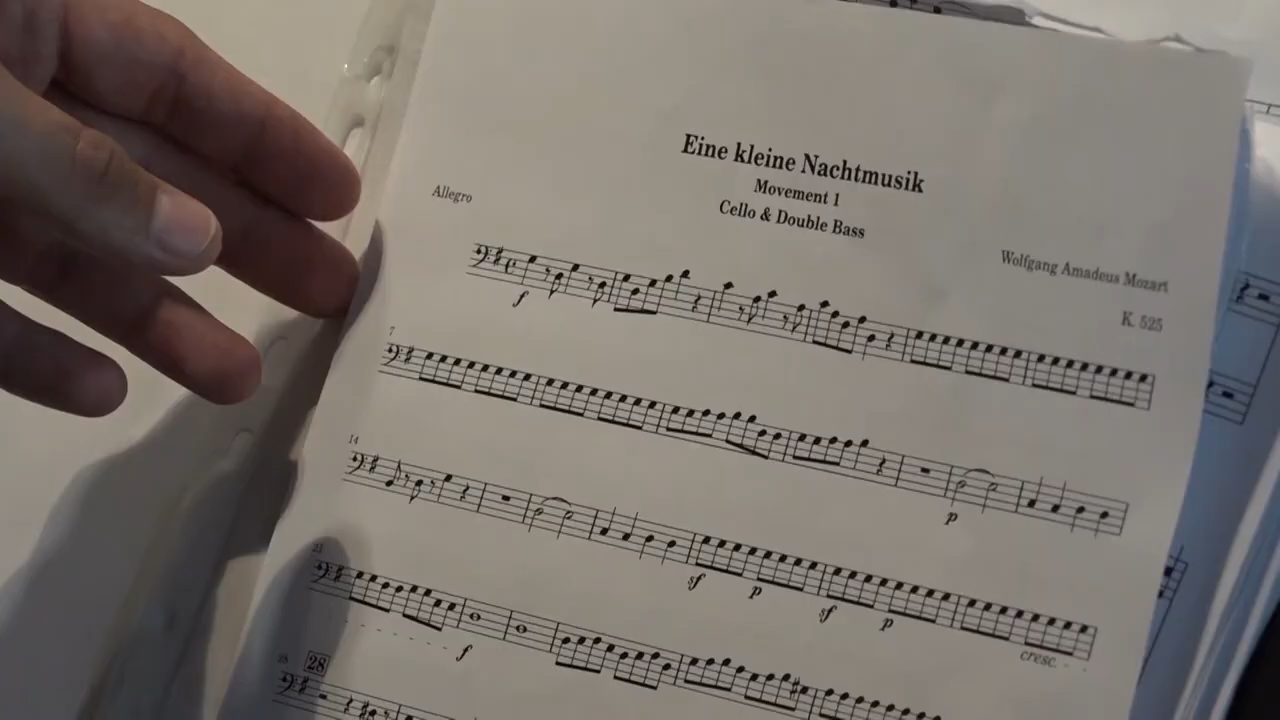 Eine kleine Nachtmusik
Movement 1
Cello & Double Bass
Allegro
Wolfgang Amadeus Mozart
K. 525
f
7
p
14
sf p sf p
cresc.
f
28